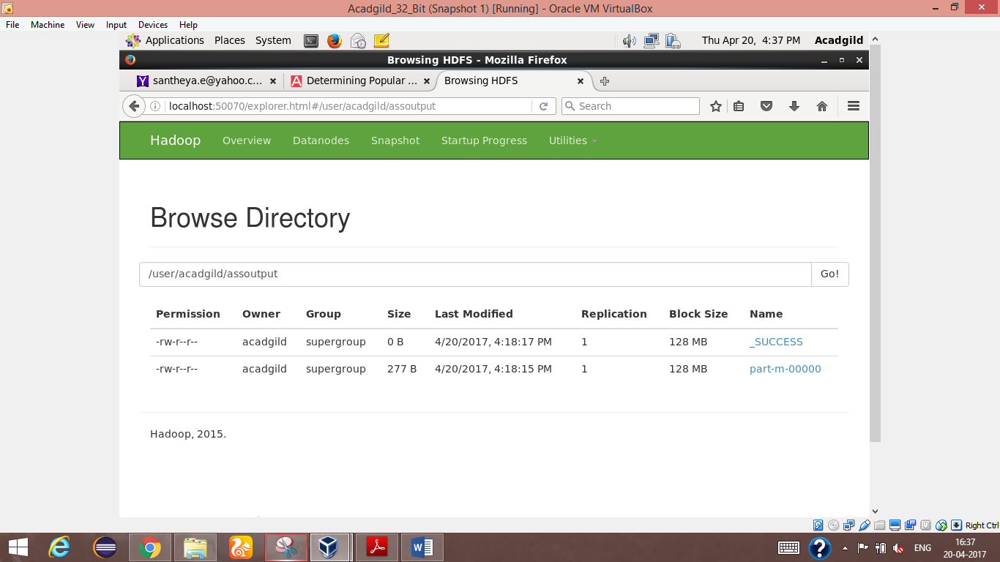 Acadgild_32_Bit (Snapshot 1) [Running] - Oracle VM VirtualBox
File Machine View Input Devices Help
Applications Places System Thu Apr 20, 4:37 PM Acadgild
Browsing HDFS - Mozilla Firefox
santheya.e@yahoo.c... Determining Popular ... Browsing HDFS
localhost:50070/explorer.html#/user/acadgild/assoutput Search
Hadoop Overview Datanodes Snapshot Startup Progress Utilities
Browse Directory
/user/acadgild/assoutput Go!
Permission Owner Group Size Last Modified Replication Block Size Name
-rw-r--r-- acadgild supergroup 0 B 4/20/2017, 4:18:17 PM 1 128 MB _SUCCESS
-rw-r--r-- acadgild supergroup 277 B 4/20/2017, 4:18:15 PM 1 128 MB part-m-00000
Hadoop, 2015.
Right Ctrl
ENG 16:37
20-04-2017